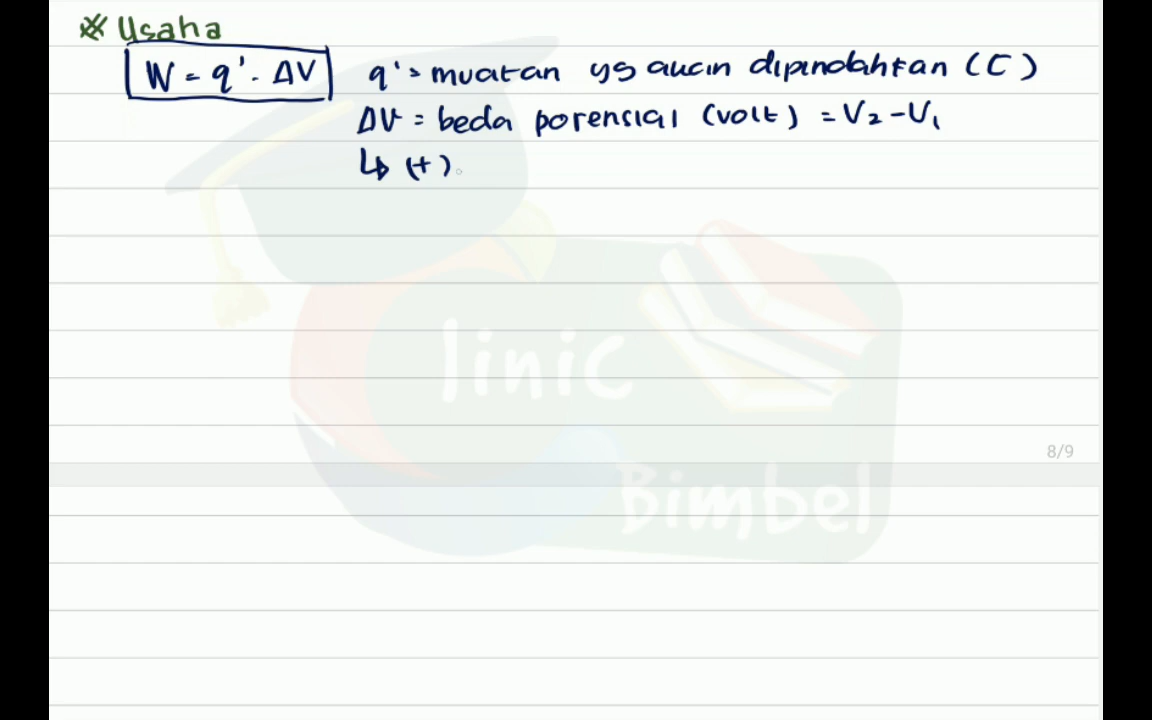 ** Usaha
W = q'. ΔV q' = muatan yg akan dipindahkan (C)
ΔV = beda potensial (volt) = V₂ - V₁
↳ (+)
linic
8/9
Bimbel